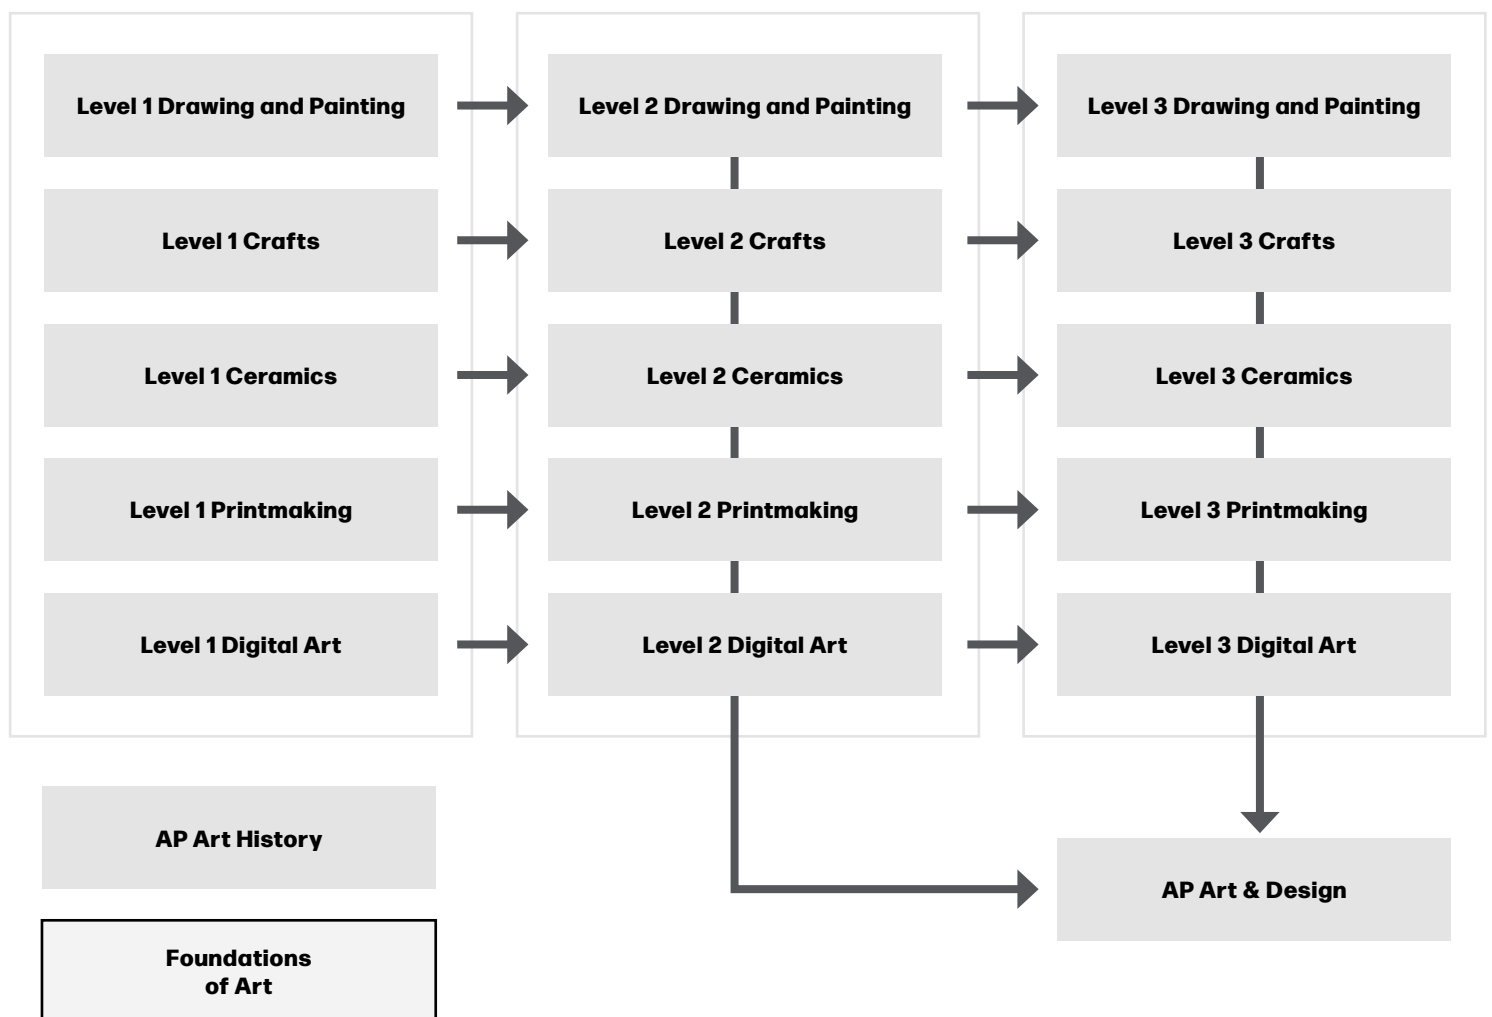 Level 1 Drawing and Painting
Level 2 Drawing and Painting
Level 3 Drawing and Painting
Level 1 Crafts
Level 2 Crafts
Level 3 Crafts
Level 1 Ceramics
Level 2 Ceramics
Level 3 Ceramics
Level 1 Printmaking
Level 2 Printmaking
Level 3 Printmaking
Level 1 Digital Art
Level 2 Digital Art
Level 3 Digital Art
AP Art History
AP Art & Design
Foundations
of Art